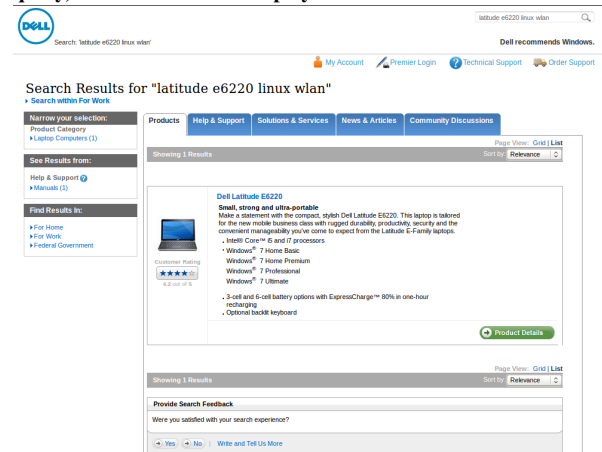 DELL
latitude e6220 linux wlan
Search: 'latitude e6220 linux wlan'
Dell recommends Windows.
My Account Premier Login Technical Support Order Support
Search Results for "latitude e6220 linux wlan"
Search within For Work
Narrow your selection:
Product Category
Laptop Computers (1)
See Results from:
Help & Support
Manuals (1)
Find Results In:
For Home
For Work
Federal Government
Products Help & Support Solutions & Services News & Articles Community Discussions
Page View: Grid | List
Showing 1 Results Sort by: Relevance
Dell Latitude E6220
Small, strong and ultra-portable
Make a statement with the compact, stylish Dell Latitude E6220. This laptop is tailored
for the new mobile business class with rugged durability, productivity, security and the
convenient manageability you've come to expect from the Latitude E-Family laptops.
Intel® Core™ i5 and i7 processors
Windows® 7 Home Basic
Windows® 7 Home Premium
Windows® 7 Professional
Windows® 7 Ultimate
3-cell and 6-cell battery options with ExpressCharge™ 80% in one-hour
recharging
Optional backlit keyboard
Customer Rating
4.2 out of 5
Product Details
Page View: Grid | List
Showing 1 Results Sort by: Relevance
Provide Search Feedback
Were you satisfied with your search experience?
Yes No | Write and Tell Us More